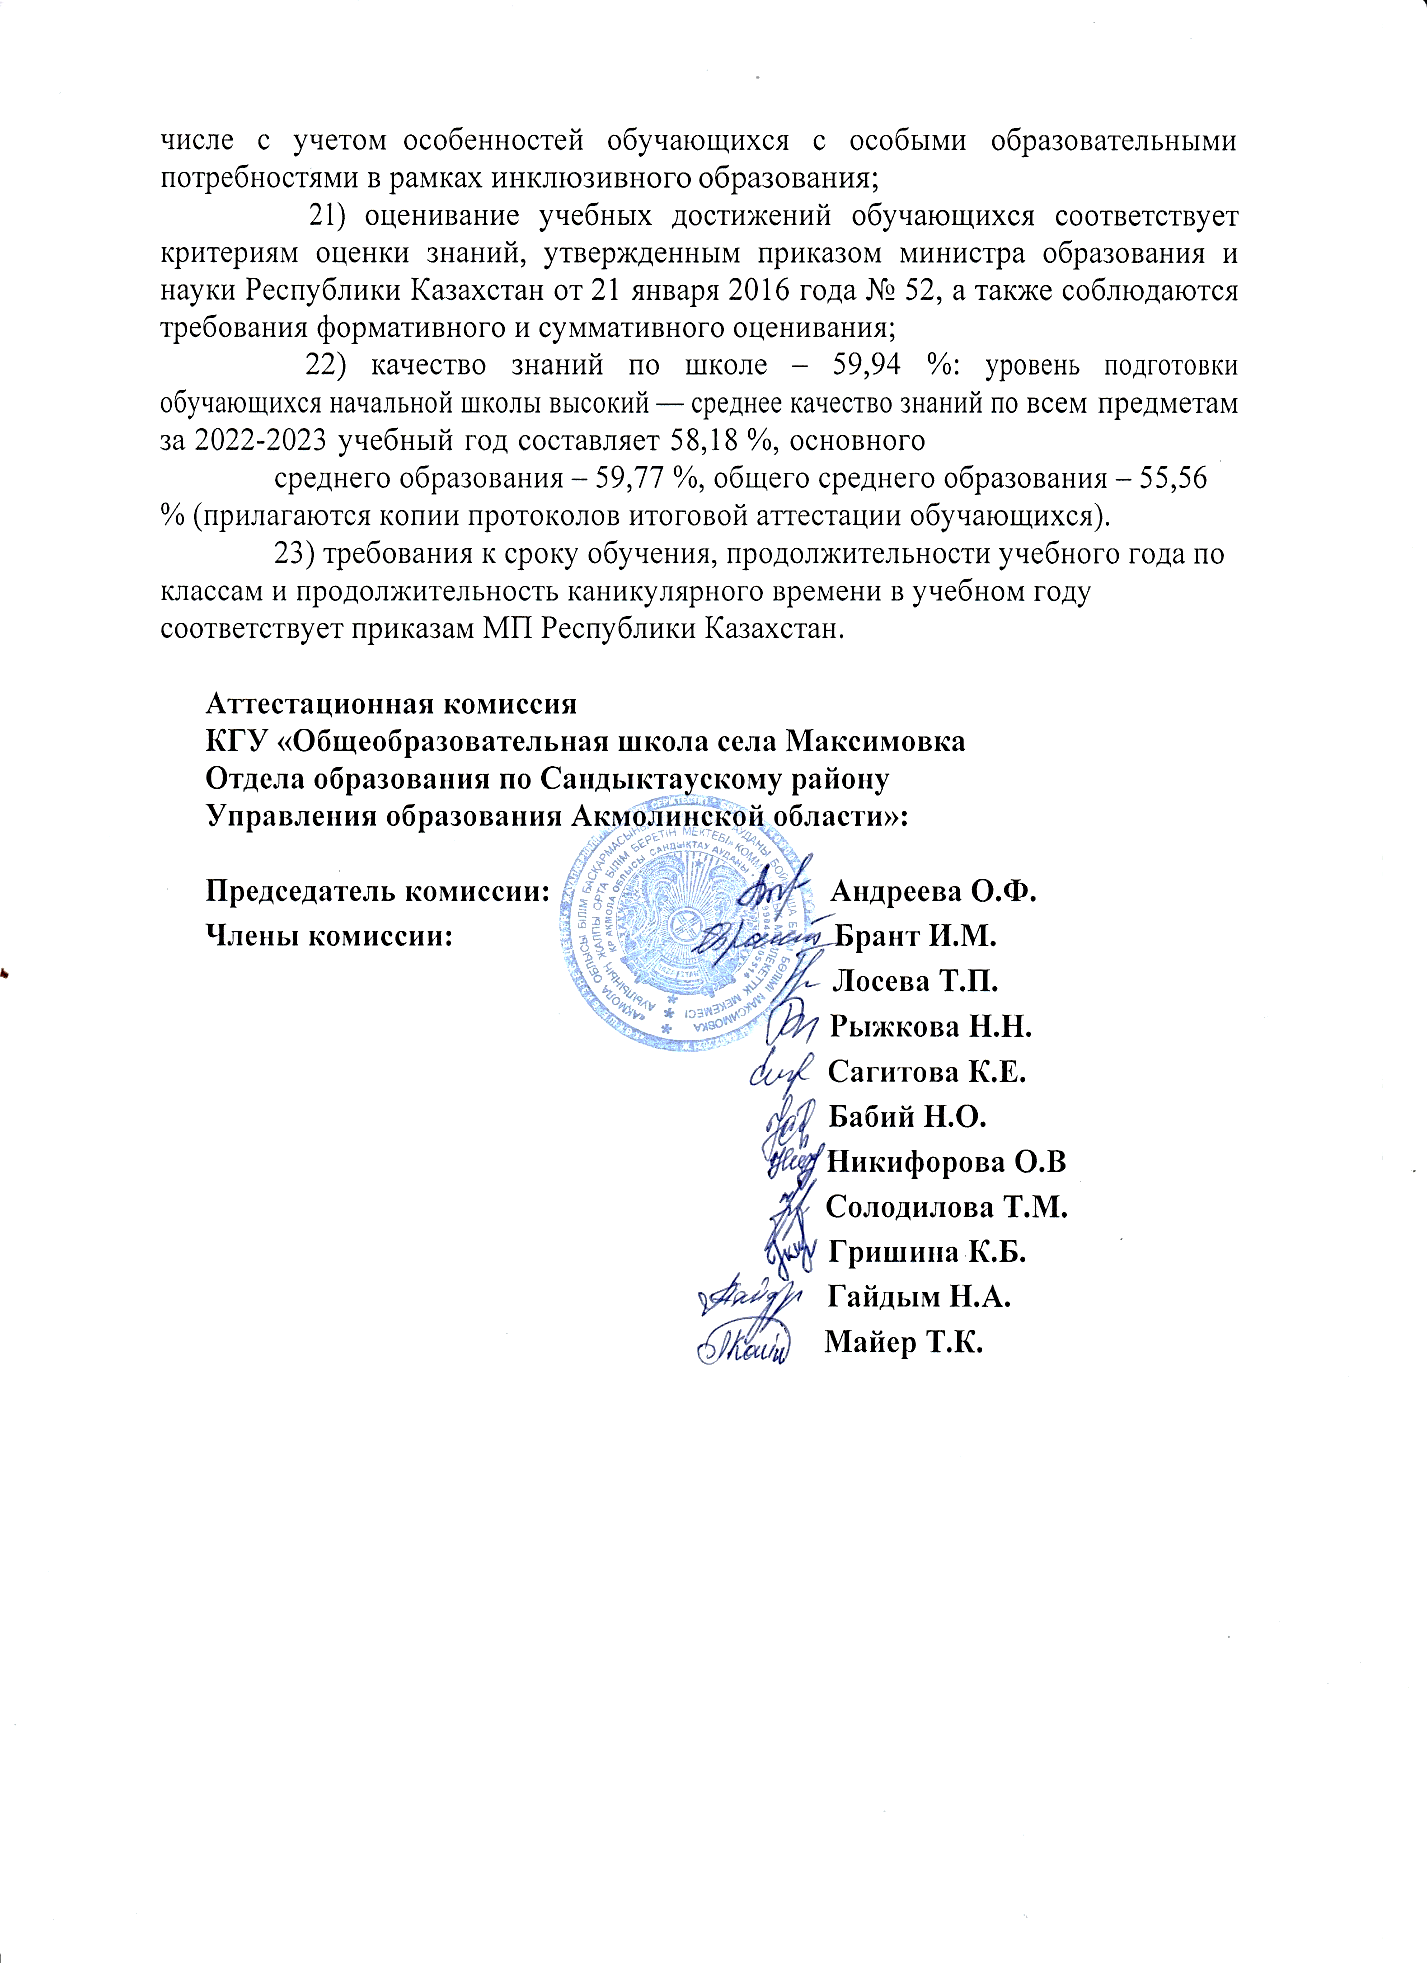 числе с учетом особенностей обучающихся с особыми образовательными
потребностями в рамках инклюзивного образования;
21) оценивание учебных достижений обучающихся соответствует
критериям оценки знаний, утвержденным приказом министра образования и
науки Республики Казахстан от 21 января 2016 года № 52, а также соблюдаются
требования формативного и суммативного оценивания;
22) качество знаний по школе – 59,94 %: уровень подготовки
обучающихся начальной школы высокий — среднее качество знаний по всем предметам
за 2022-2023 учебный год составляет 58,18 %, основного
среднего образования – 59,77 %, общего среднего образования – 55,56
% (прилагаются копии протоколов итоговой аттестации обучающихся).
23) требования к сроку обучения, продолжительности учебного года по
классам и продолжительность каникулярного времени в учебном году
соответствует приказам МП Республики Казахстан.
Аттестационная комиссия
КГУ «Общеобразовательная школа села Максимовка
Отдела образования по Сандыктаускому району
Управления образования Акмолинской области»:
Председатель комиссии: Андреева О.Ф.
Члены комиссии: Брант И.М.
Лосева Т.П.
Рыжкова Н.Н.
Сагитова К.Е.
Бабий Н.О.
Никифорова О.В
Солодилова Т.М.
Гришина К.Б.
Гайдым Н.А.
Майер Т.К.